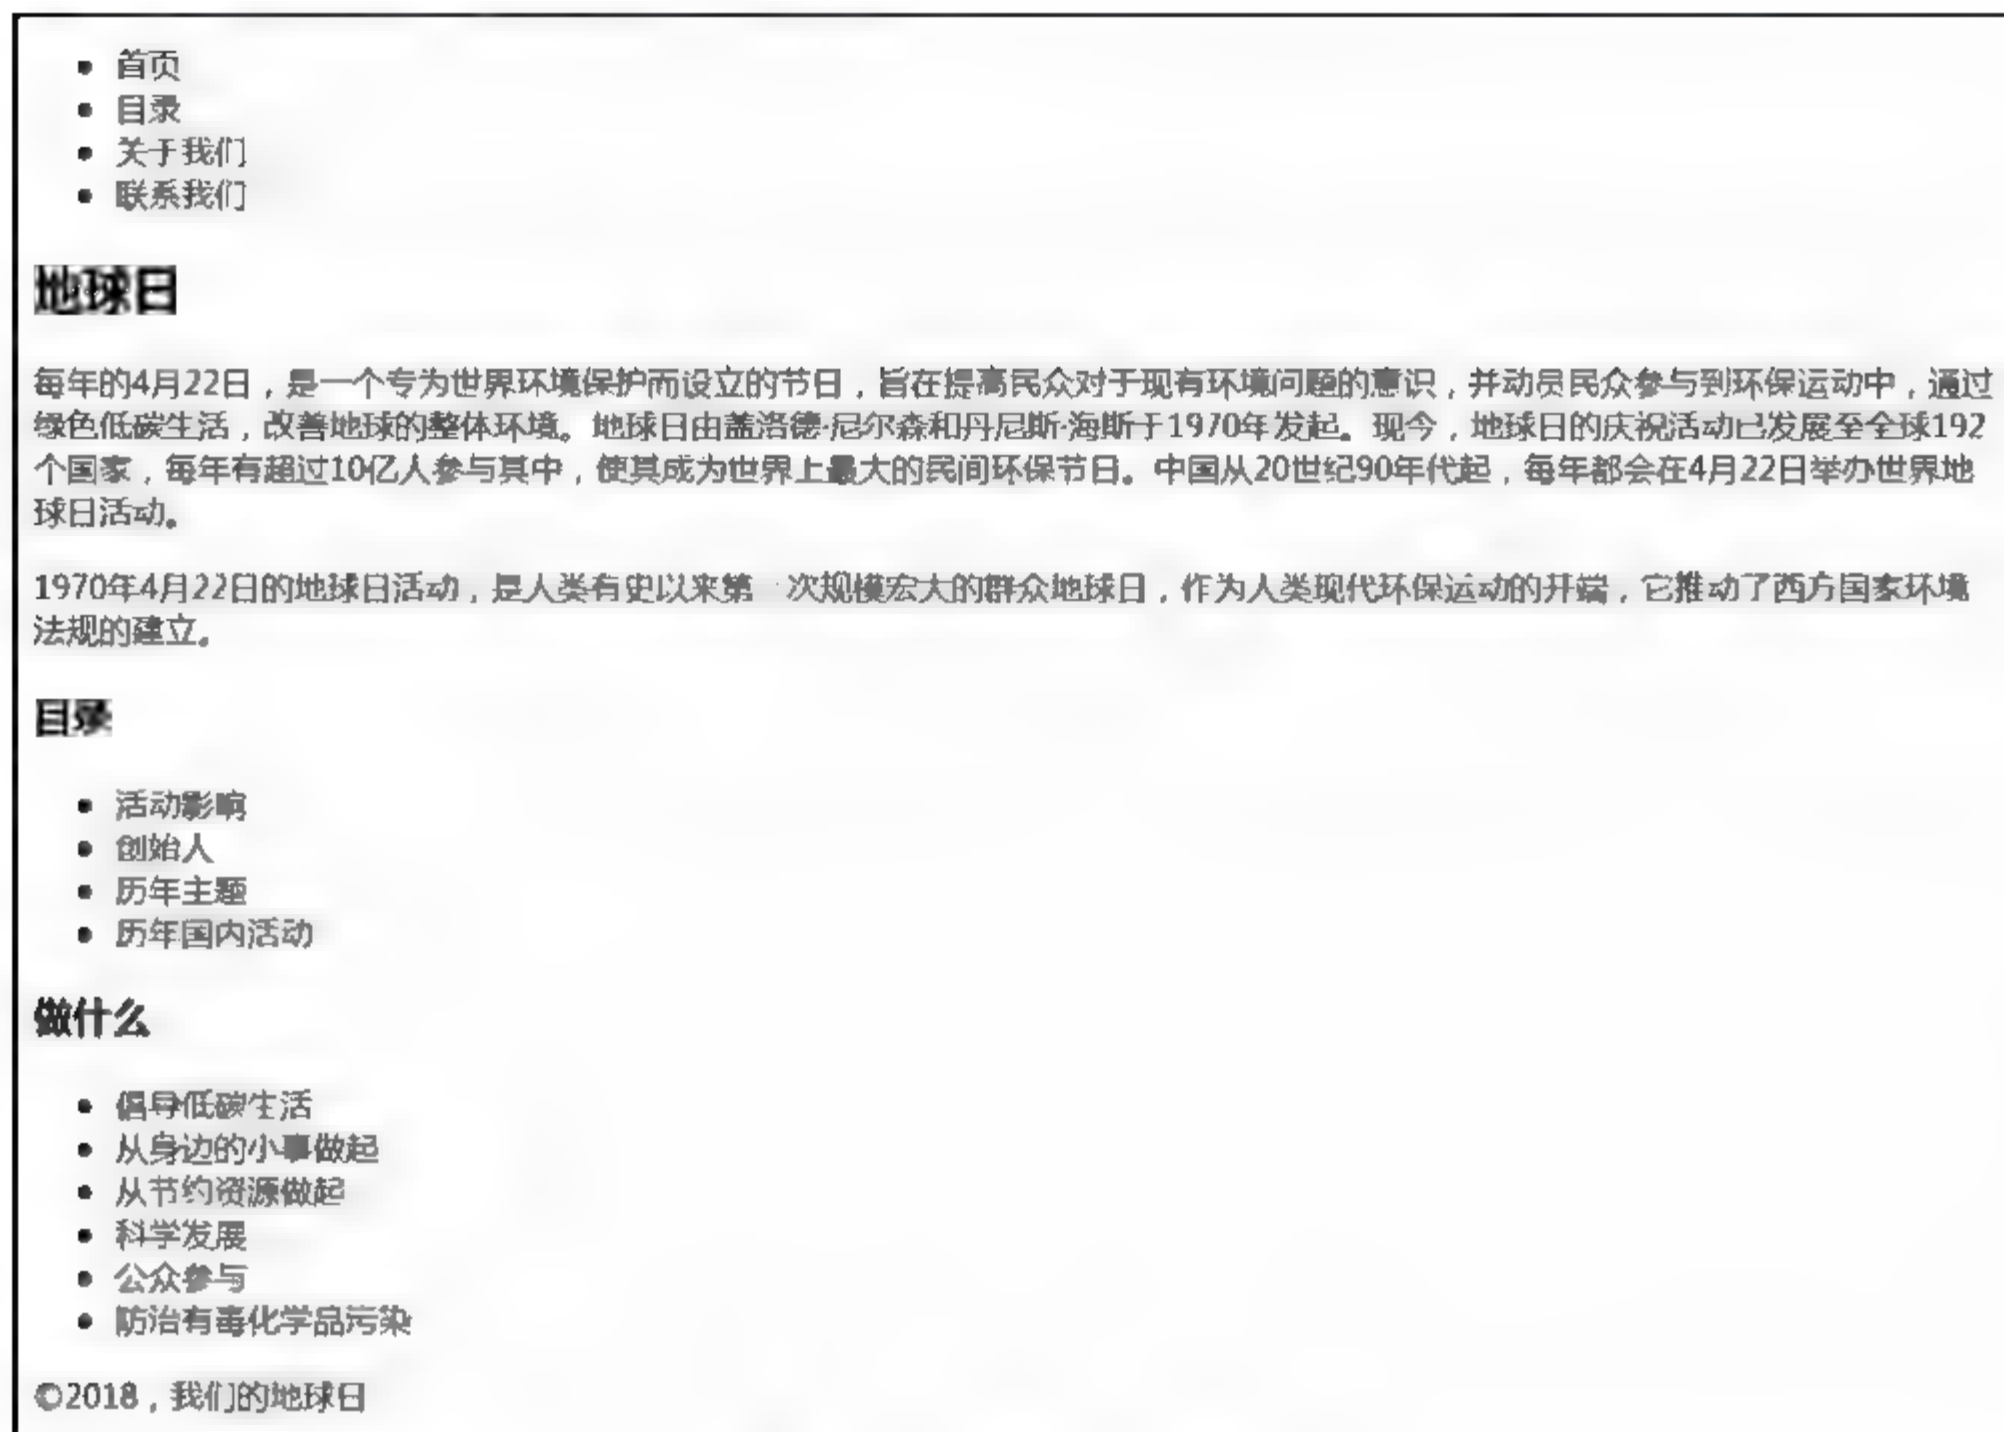 首页
目录
关于我们
联系我们
地球日
每年的4月22日，是一个专为世界环境保护而设立的节日，旨在提高民众对于现有环境问题的意识，并动员民众参与到环保运动中，通过
绿色低碳生活，改善地球的整体环境。地球日由盖洛德·尼尔森和丹尼斯·海斯于1970年发起。现今，地球日的庆祝活动已发展至全球192
个国家，每年有超过10亿人参与其中，使其成为世界上最大的民间环保节日。中国从20世纪90年代起，每年都会在4月22日举办世界地
球日活动。
1970年4月22日的地球日活动，是人类有史以来第 次规模宏大的群众地球日，作为人类现代环保运动的开端，它推动了西方国家环境
法规的建立。
目录
活动影响
创始人
历年主题
历年国内活动
做什么
倡导低碳生活
从身边的小事做起
从节约资源做起
科学发展
公众参与
防治有毒化学品污染
©2018，我们的地球日